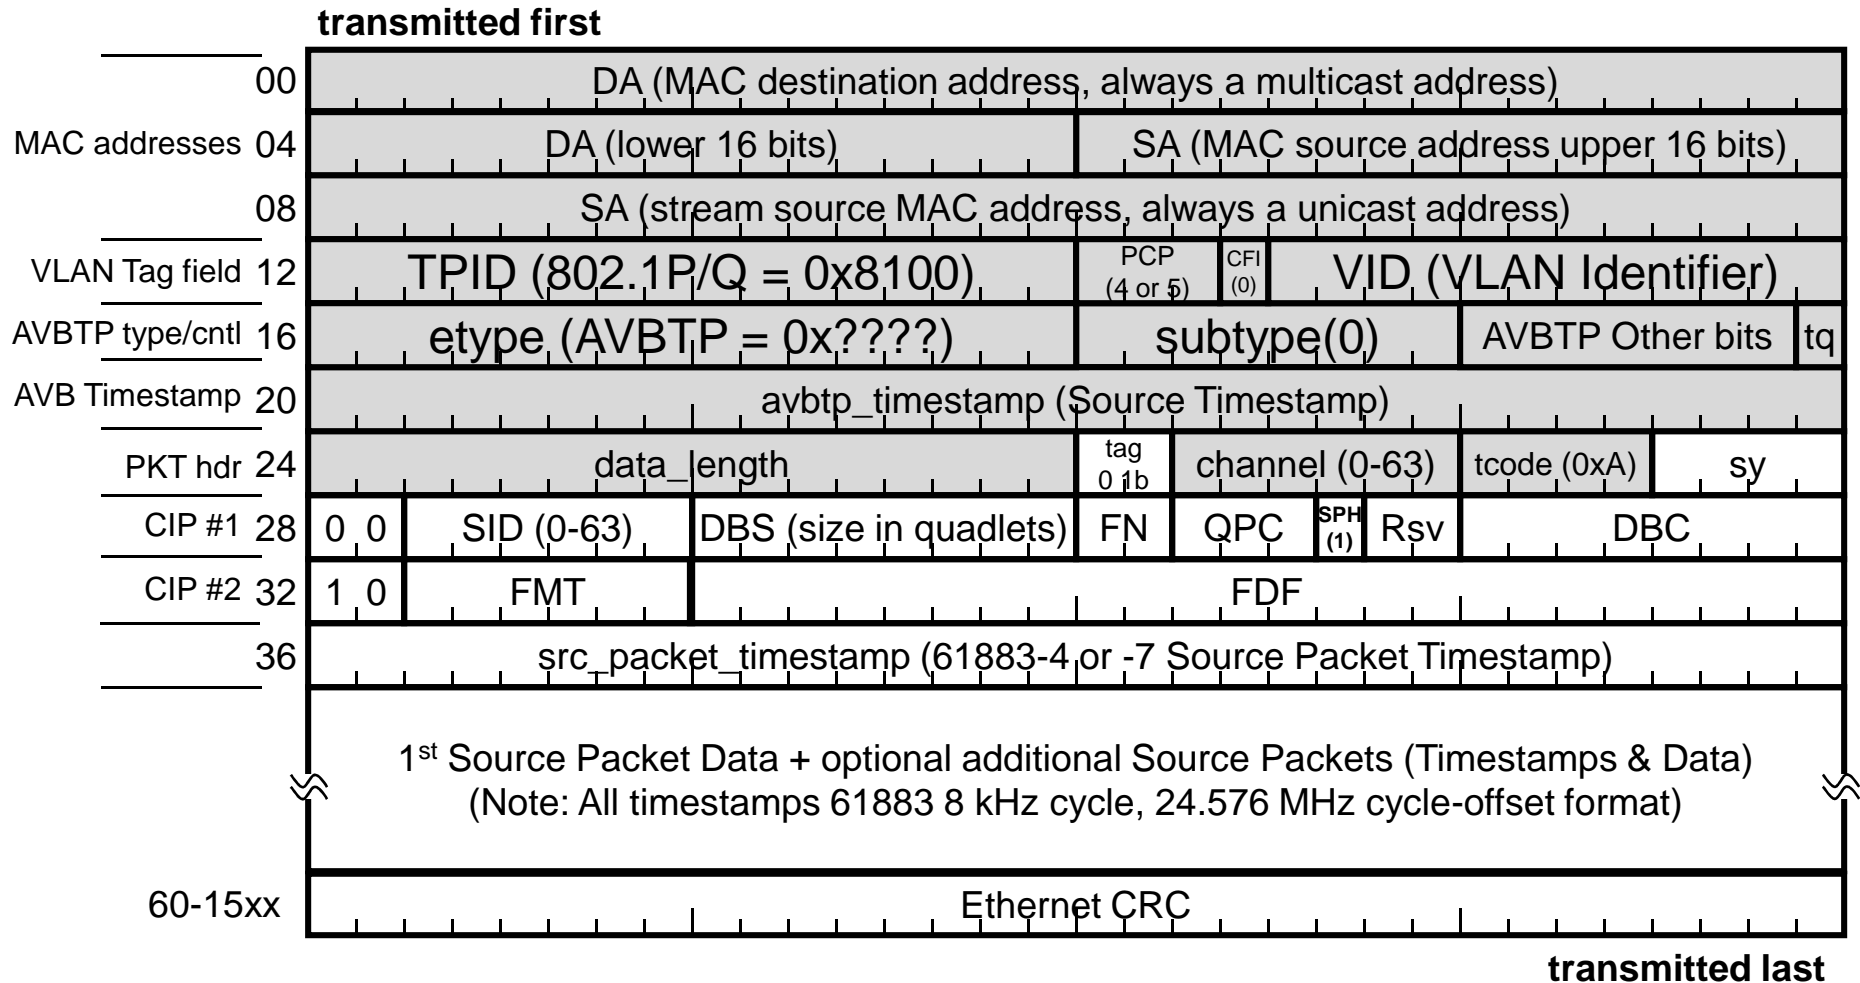 transmitted first
00 DA (MAC destination address, always a multicast address)
MAC addresses 04 DA (lower 16 bits) SA (MAC source address upper 16 bits)
08 SA (stream source MAC address, always a unicast address)
VLAN Tag field 12 TPID (802.1P/Q = 0x8100) PCP (4 or 5) CFI (0) VID (VLAN Identifier)
AVBTP type/cntl 16 etype (AVBTP = 0x????) subtype(0) AVBTP Other bits tq
AVB Timestamp 20 avbtp_timestamp (Source Timestamp)
PKT hdr 24 data_length tag 0 1b channel (0-63) tcode (0xA) sy
CIP #1 28 0 0 SID (0-63) DBS (size in quadlets) FN QPC SPH (1) Rsv DBC
CIP #2 32 1 0 FMT FDF
36 src_packet_timestamp (61883-4 or -7 Source Packet Timestamp)
1st Source Packet Data + optional additional Source Packets (Timestamps & Data)
(Note: All timestamps 61883 8 kHz cycle, 24.576 MHz cycle-offset format)
60-15xx Ethernet CRC
transmitted last